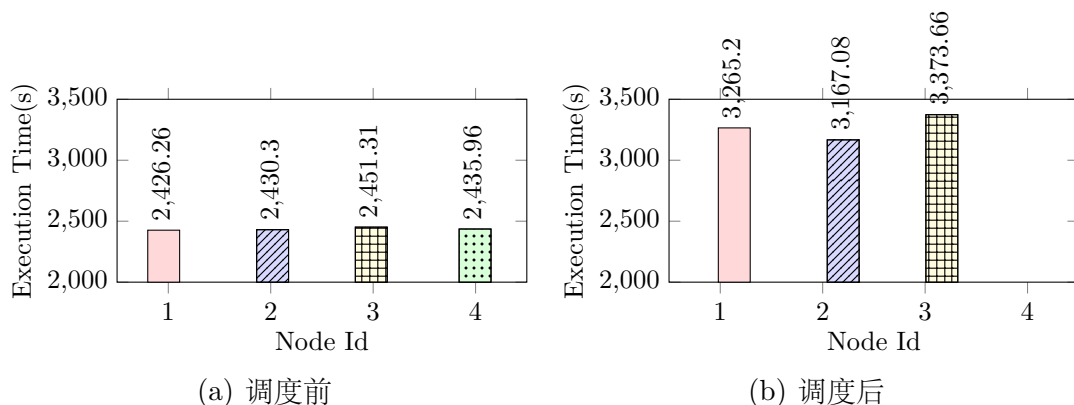 3,500
3,000
2,500
2,000
Execution Time(s)
2,426.26
2,430.3
2,451.31
2,435.96
1 2 3 4
Node Id
(a) 调度前
3,500
3,000
2,500
2,000
Execution Time(s)
3,265.2
3,167.08
3,373.66
1 2 3 4
Node Id
(b) 调度后